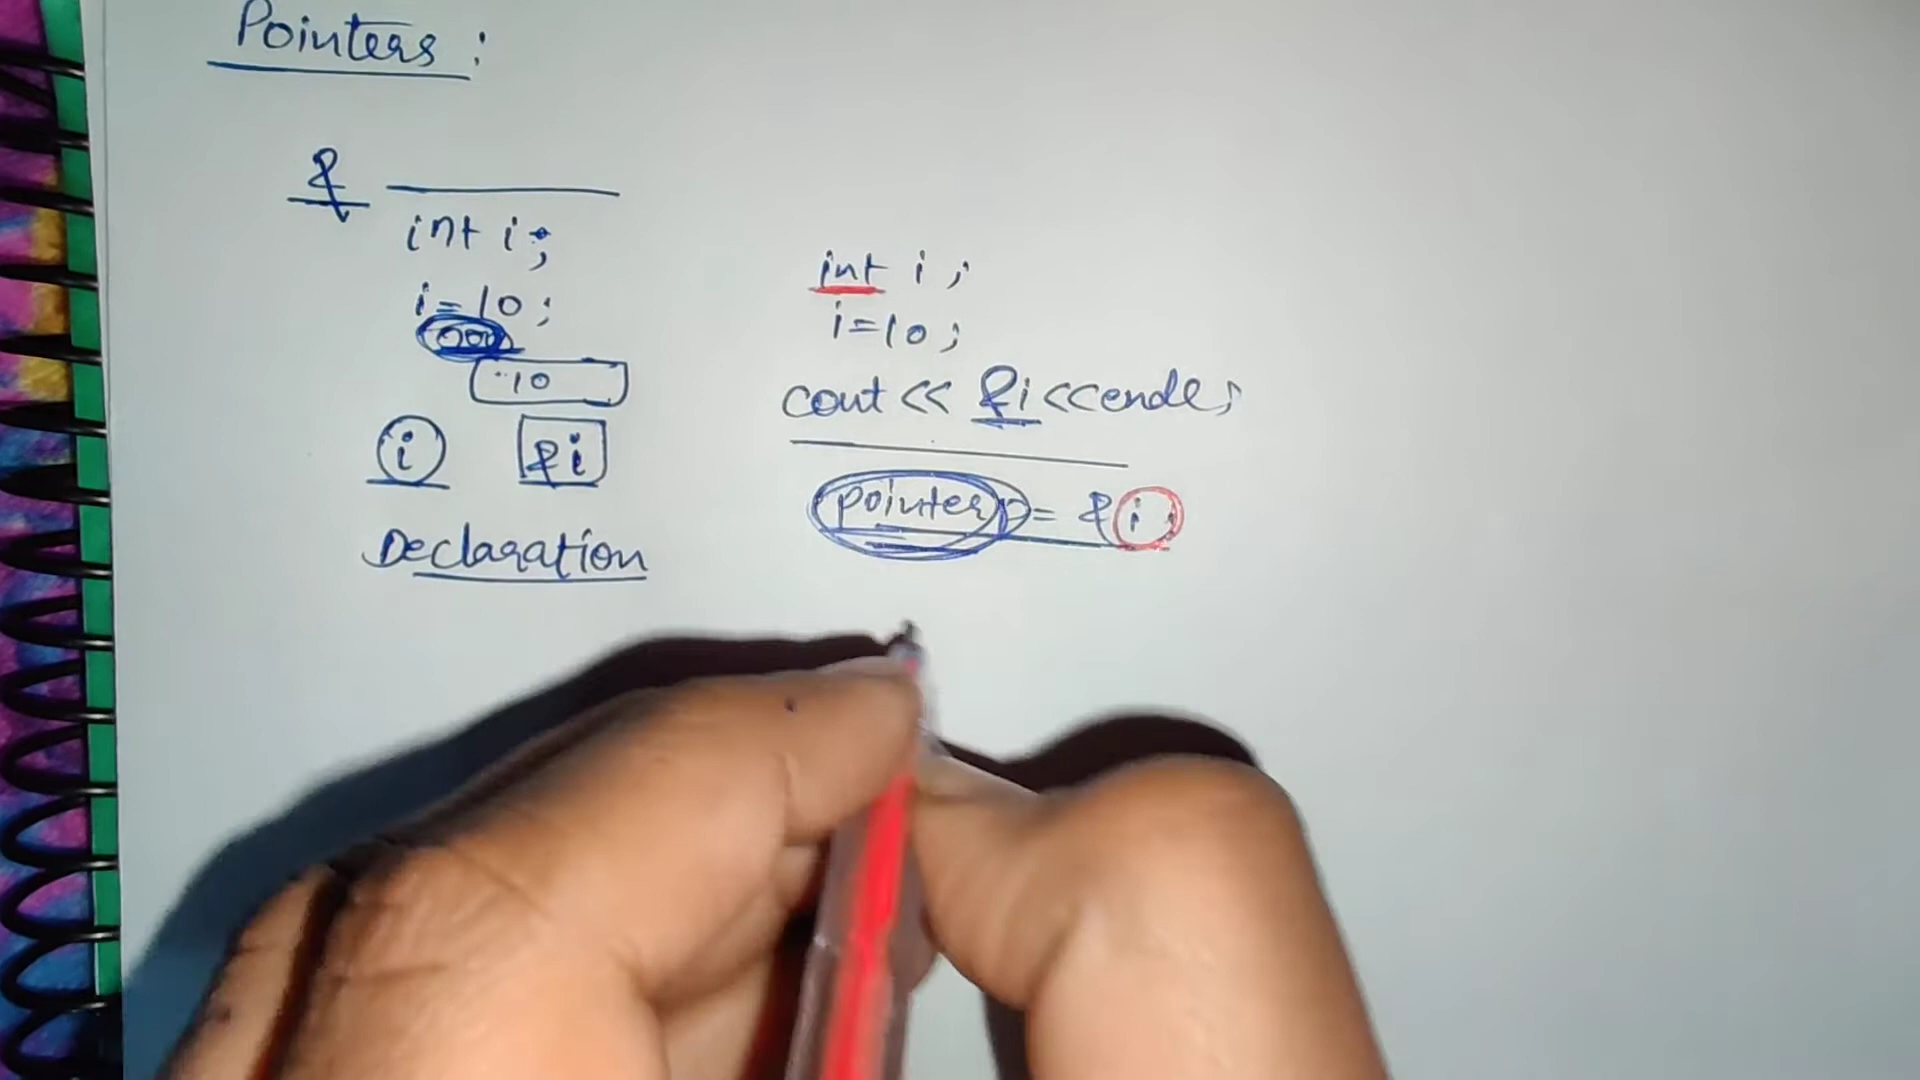 Pointers :
&
int i ;
i=10 ;
10
i &i
Declaration
int i ;
i=10 ;
cout << &i <<endl;
pointer p = &i ;